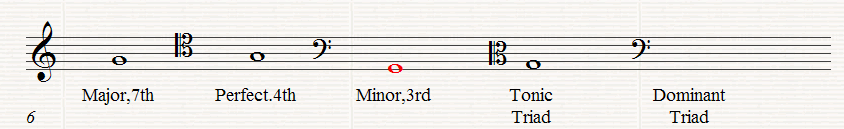 Major,7th Perfect.4th Minor,3rd Tonic Dominant
6 Triad Triad